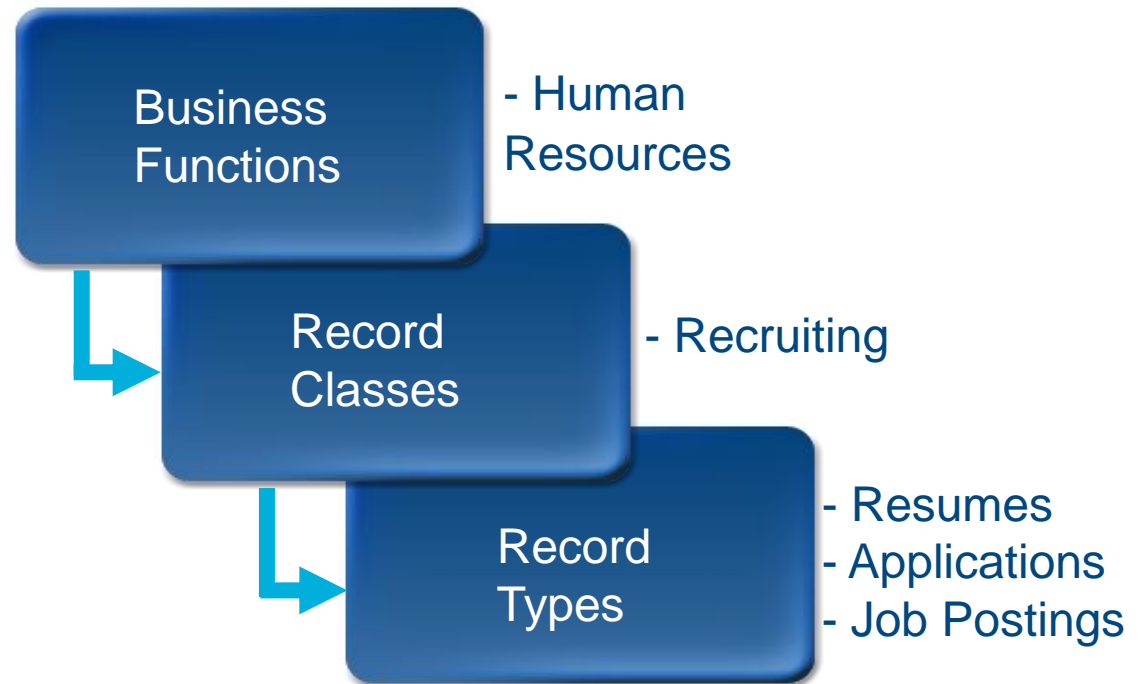 Business
Functions
- Human
Resources
Record
Classes
- Recruiting
Record
Types
- Resumes
- Applications
- Job Postings